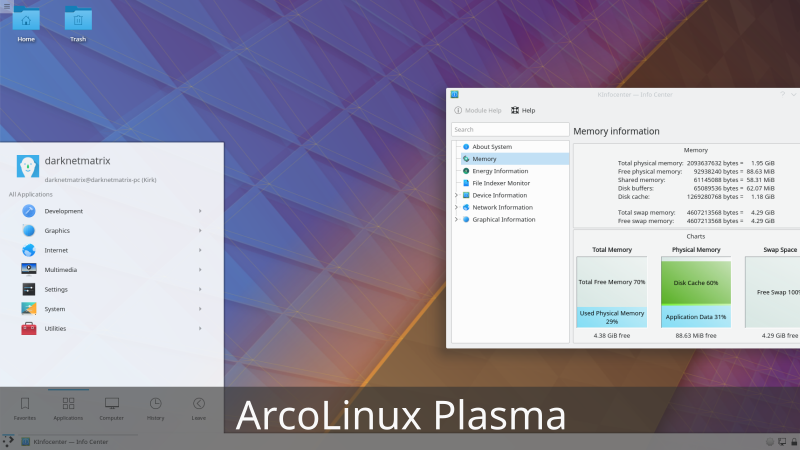 Home
Trash
darknetmatrix
darknetmatrix@darknetmatrix-pc (Kirk)
All Applications
Development
Graphics
Internet
Multimedia
Settings
System
Utilities
Favorites
Applications
Computer
History
Leave
KInfocenter — Info Center
KInfocenter — Info Center
Module Help
Help
Search
About System
Memory
Energy Information
File Indexer Monitor
Device Information
Network Information
Graphical Information
Memory information
Memory
Total physical memory: 2093637632 bytes = 1.95 GiB
Free physical memory: 92938240 bytes = 88.63 MiB
Shared memory: 61145088 bytes = 58.31 MiB
Disk buffers: 65089536 bytes = 62.07 MiB
Disk cache: 1269280768 bytes = 1.18 GiB
Total swap memory: 4607213568 bytes = 4.29 GiB
Free swap memory: 4607213568 bytes = 4.29 GiB
Charts
Total Memory
Total Free Memory 70%
Used Physical Memory
29%
4.38 GiB free
Physical Memory
Disk Cache 60%
Application Data 31%
88.63 MiB free
Swap Space
Free Swap 100%
4.29 GiB free
ArcoLinux Plasma